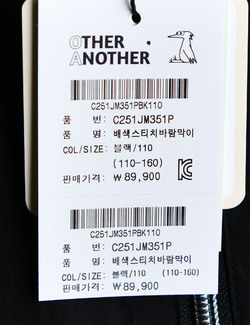 OTHER
ANOTHER
C251JM351PBK110
품 번: C251JM351P
품 명: 배색스티치바람막이
COL/SIZE: 블랙/110
(110-160)
판매가격: ₩89,900
C251JM351PBK110
품 번: C251JM351P
품 명: 배색스티치바람막이
COL/SIZE: 블랙/110 (110-160)
판매가격: ₩89,900